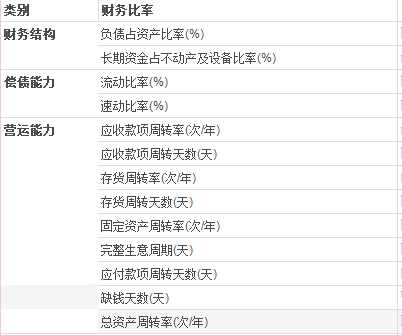 类别 财务比率
财务结构 负债占资产比率(%)
长期资金占不动产及设备比率(%)
偿债能力 流动比率(%)
速动比率(%)
营运能力 应收款项周转率(次/年)
应收款项周转天数(天)
存货周转率(次/年)
存货周转天数(天)
固定资产周转率(次/年)
完整生意周期(天)
应付款项周转天数(天)
缺钱天数(天)
总资产周转率(次/年)